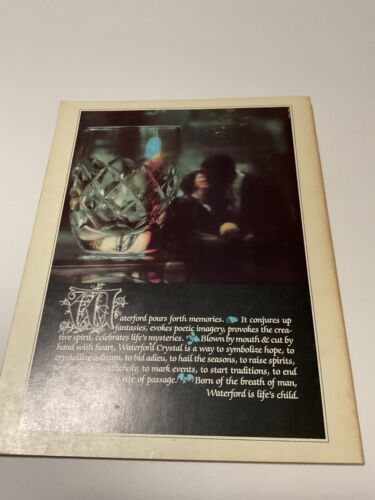 Waterford pours forth memories. It conjures up
fantasies, evokes poetic imagery, provokes the crea-
tive spirit, celebrates life's mysteries. Blown by mouth & cut by
hand with heart, Waterford Crystal is a way to symbolize hope, to
crystallize a dream, to bid adieu, to hail the seasons, to raise spirits,
melancholy, to mark events, to start traditions, to end
rite of passage. Born of the breath of man,
Waterford is life's child.